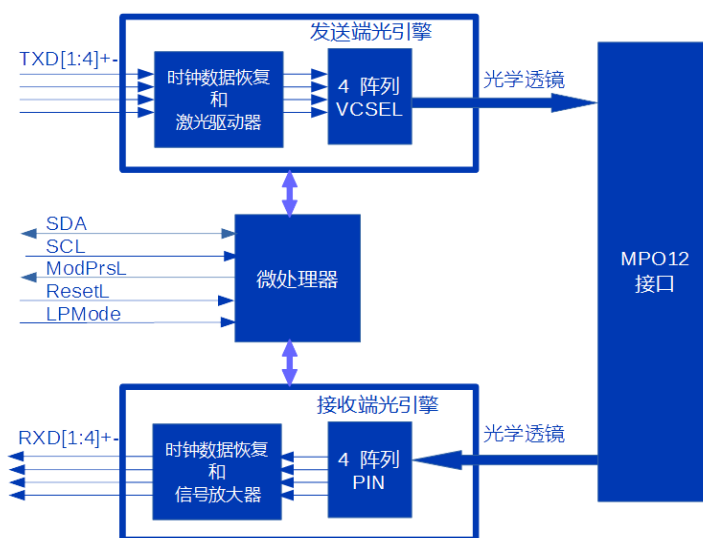 发送端光引擎
TXD[1:4]+-
时钟数据恢复
和
激光驱动器
4 阵列
VCSEL
光学透镜
SDA
SCL
ModPrsL
ResetL
LPMode
微处理器
MPO12
接口
接收端光引擎
RXD[1:4]+-
时钟数据恢复
和
信号放大器
4 阵列
PIN
光学透镜